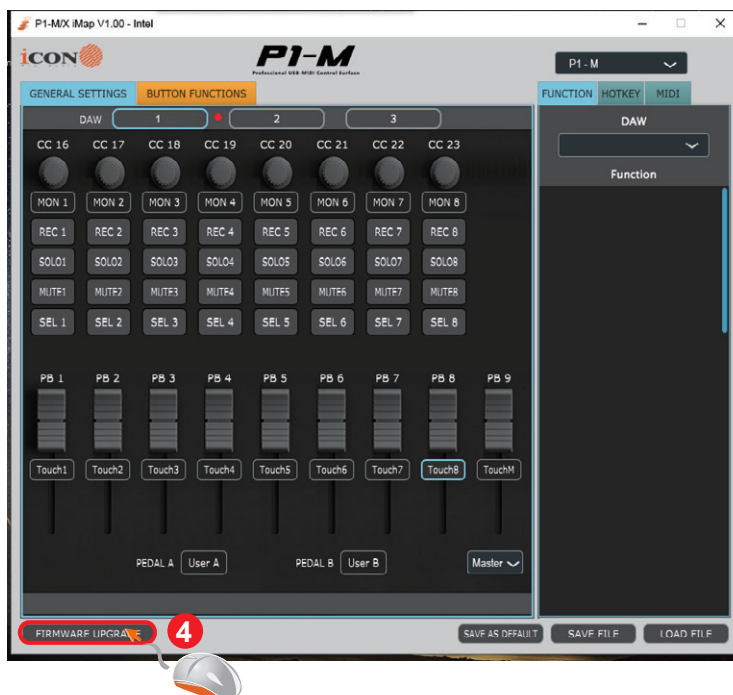 P1-M/X iMap V1.00 - Intel
iCON
P1-M
Professional USB MIDI Control Surface
P1 - M
GENERAL SETTINGS BUTTON FUNCTIONS
FUNCTION HOTKEY MIDI
DAW 1 2 3
DAW
Function
CC 16 CC 17 CC 18 CC 19 CC 20 CC 21 CC 22 CC 23
MON 1 MON 2 MON 3 MON 4 MON 5 MON 6 MON 7 MON 8
REC 1 REC 2 REC 3 REC 4 REC 5 REC 6 REC 7 REC 8
SOLO1 SOLO2 SOLO3 SOLO4 SOLO5 SOLO6 SOLO7 SOLO8
MUTE1 MUTE2 MUTE3 MUTE4 MUTE5 MUTE6 MUTE7 MUTE8
SEL 1 SEL 2 SEL 3 SEL 4 SEL 5 SEL 6 SEL 7 SEL 8
PB 1 PB 2 PB 3 PB 4 PB 5 PB 6 PB 7 PB 8 PB 9
Touch1 Touch2 Touch3 Touch4 Touch5 Touch6 Touch7 Touch8 TouchM
PEDAL A User A PEDAL B User B Master
FIRMWARE UPGRADE 4 SAVE AS DEFAULT SAVE FILE LOAD FILE